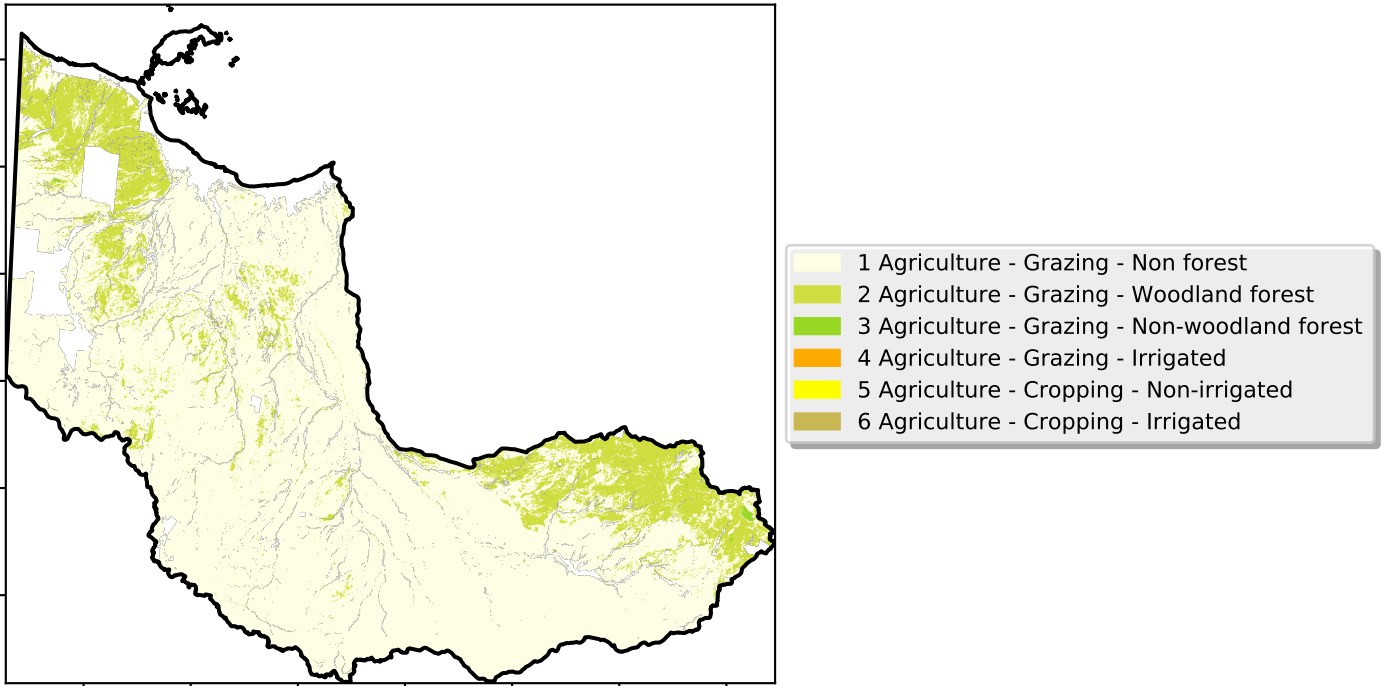 1 Agriculture - Grazing - Non forest
2 Agriculture - Grazing - Woodland forest
3 Agriculture - Grazing - Non-woodland forest
4 Agriculture - Grazing - Irrigated
5 Agriculture - Cropping - Non-irrigated
6 Agriculture - Cropping - Irrigated